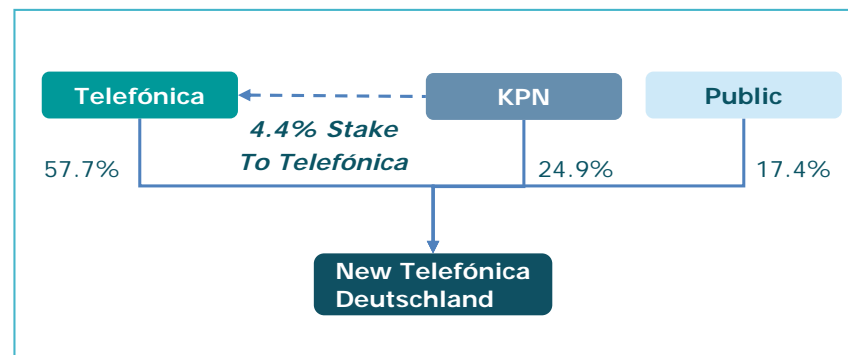 Telefónica
KPN
Public
4.4% Stake
To Telefónica
57.7%
24.9%
17.4%
New Telefónica
Deutschland